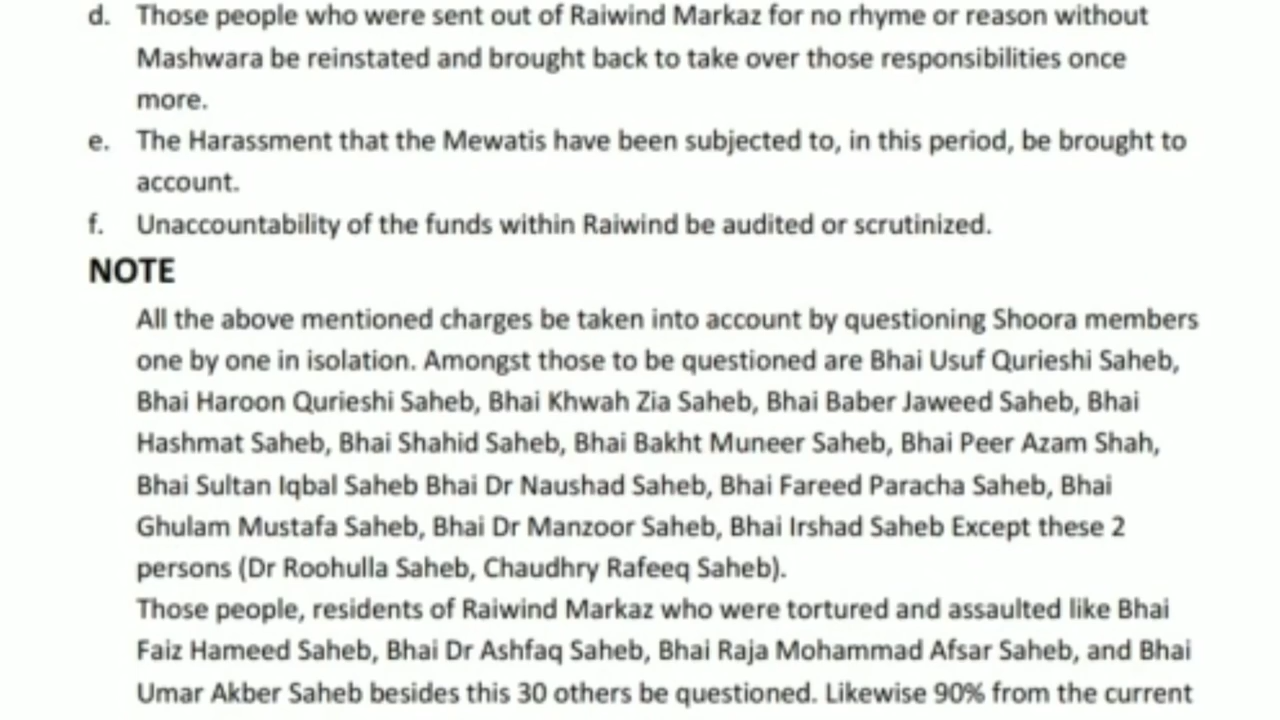 d. Those people who were sent out of Raiwind Markaz for no rhyme or reason without
Mashwara be reinstated and brought back to take over those responsibilities once
more.
e. The Harassment that the Mewatis have been subjected to, in this period, be brought to
account.
f. Unaccountability of the funds within Raiwind be audited or scrutinized.
NOTE
All the above mentioned charges be taken into account by questioning Shoora members
one by one in isolation. Amongst those to be questioned are Bhai Usuf Qurieshi Saheb,
Bhai Haroon Qurieshi Saheb, Bhai Khwah Zia Saheb, Bhai Baber Jaweed Saheb, Bhai
Hashmat Saheb, Bhai Shahid Saheb, Bhai Bakht Muneer Saheb, Bhai Peer Azam Shah,
Bhai Sultan Iqbal Saheb Bhai Dr Naushad Saheb, Bhai Fareed Paracha Saheb, Bhai
Ghulam Mustafa Saheb, Bhai Dr Manzoor Saheb, Bhai Irshad Saheb Except these 2
persons (Dr Roohulla Saheb, Chaudhry Rafeeq Saheb).
Those people, residents of Raiwind Markaz who were tortured and assaulted like Bhai
Faiz Hameed Saheb, Bhai Dr Ashfaq Saheb, Bhai Raja Mohammad Afsar Saheb, and Bhai
Umar Akber Saheb besides this 30 others be questioned. Likewise 90% from the current